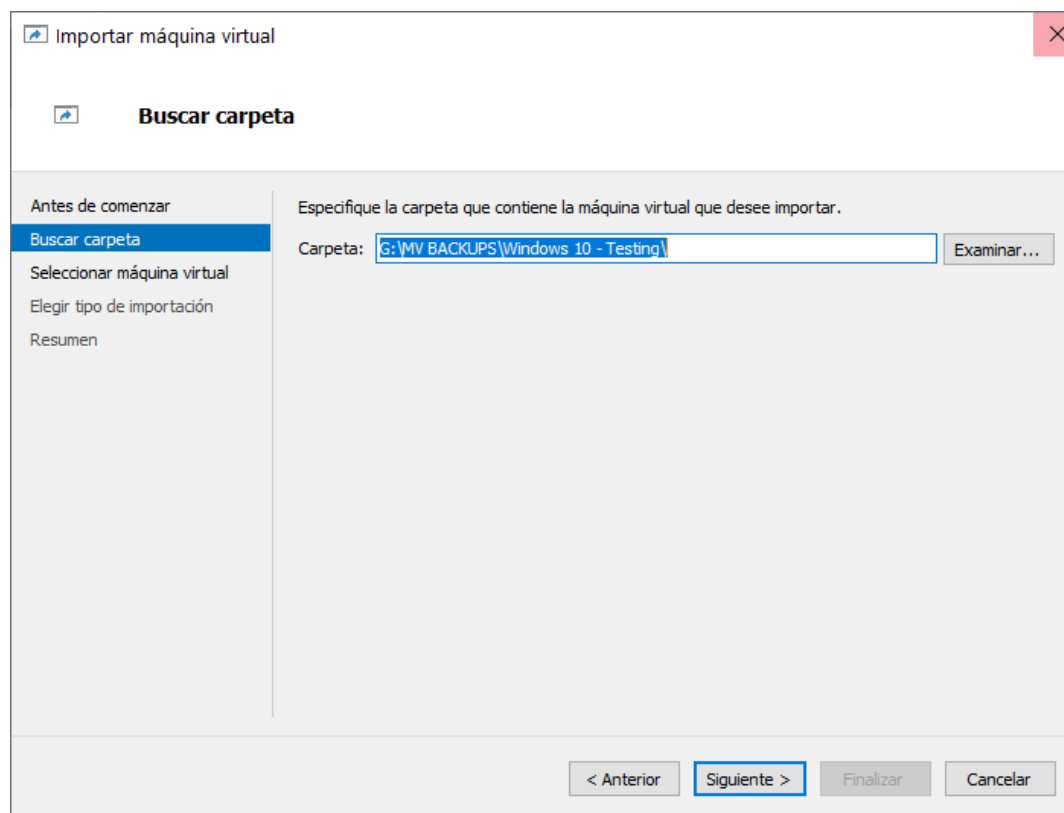 Importar máquina virtual
Buscar carpeta
Antes de comenzar
Buscar carpeta
Seleccionar máquina virtual
Elegir tipo de importación
Resumen
Especifique la carpeta que contiene la máquina virtual que desee importar.
Carpeta: G:\MV BACKUPS\Windows 10 - Testing\ Examinar...
< Anterior Siguiente > Finalizar Cancelar